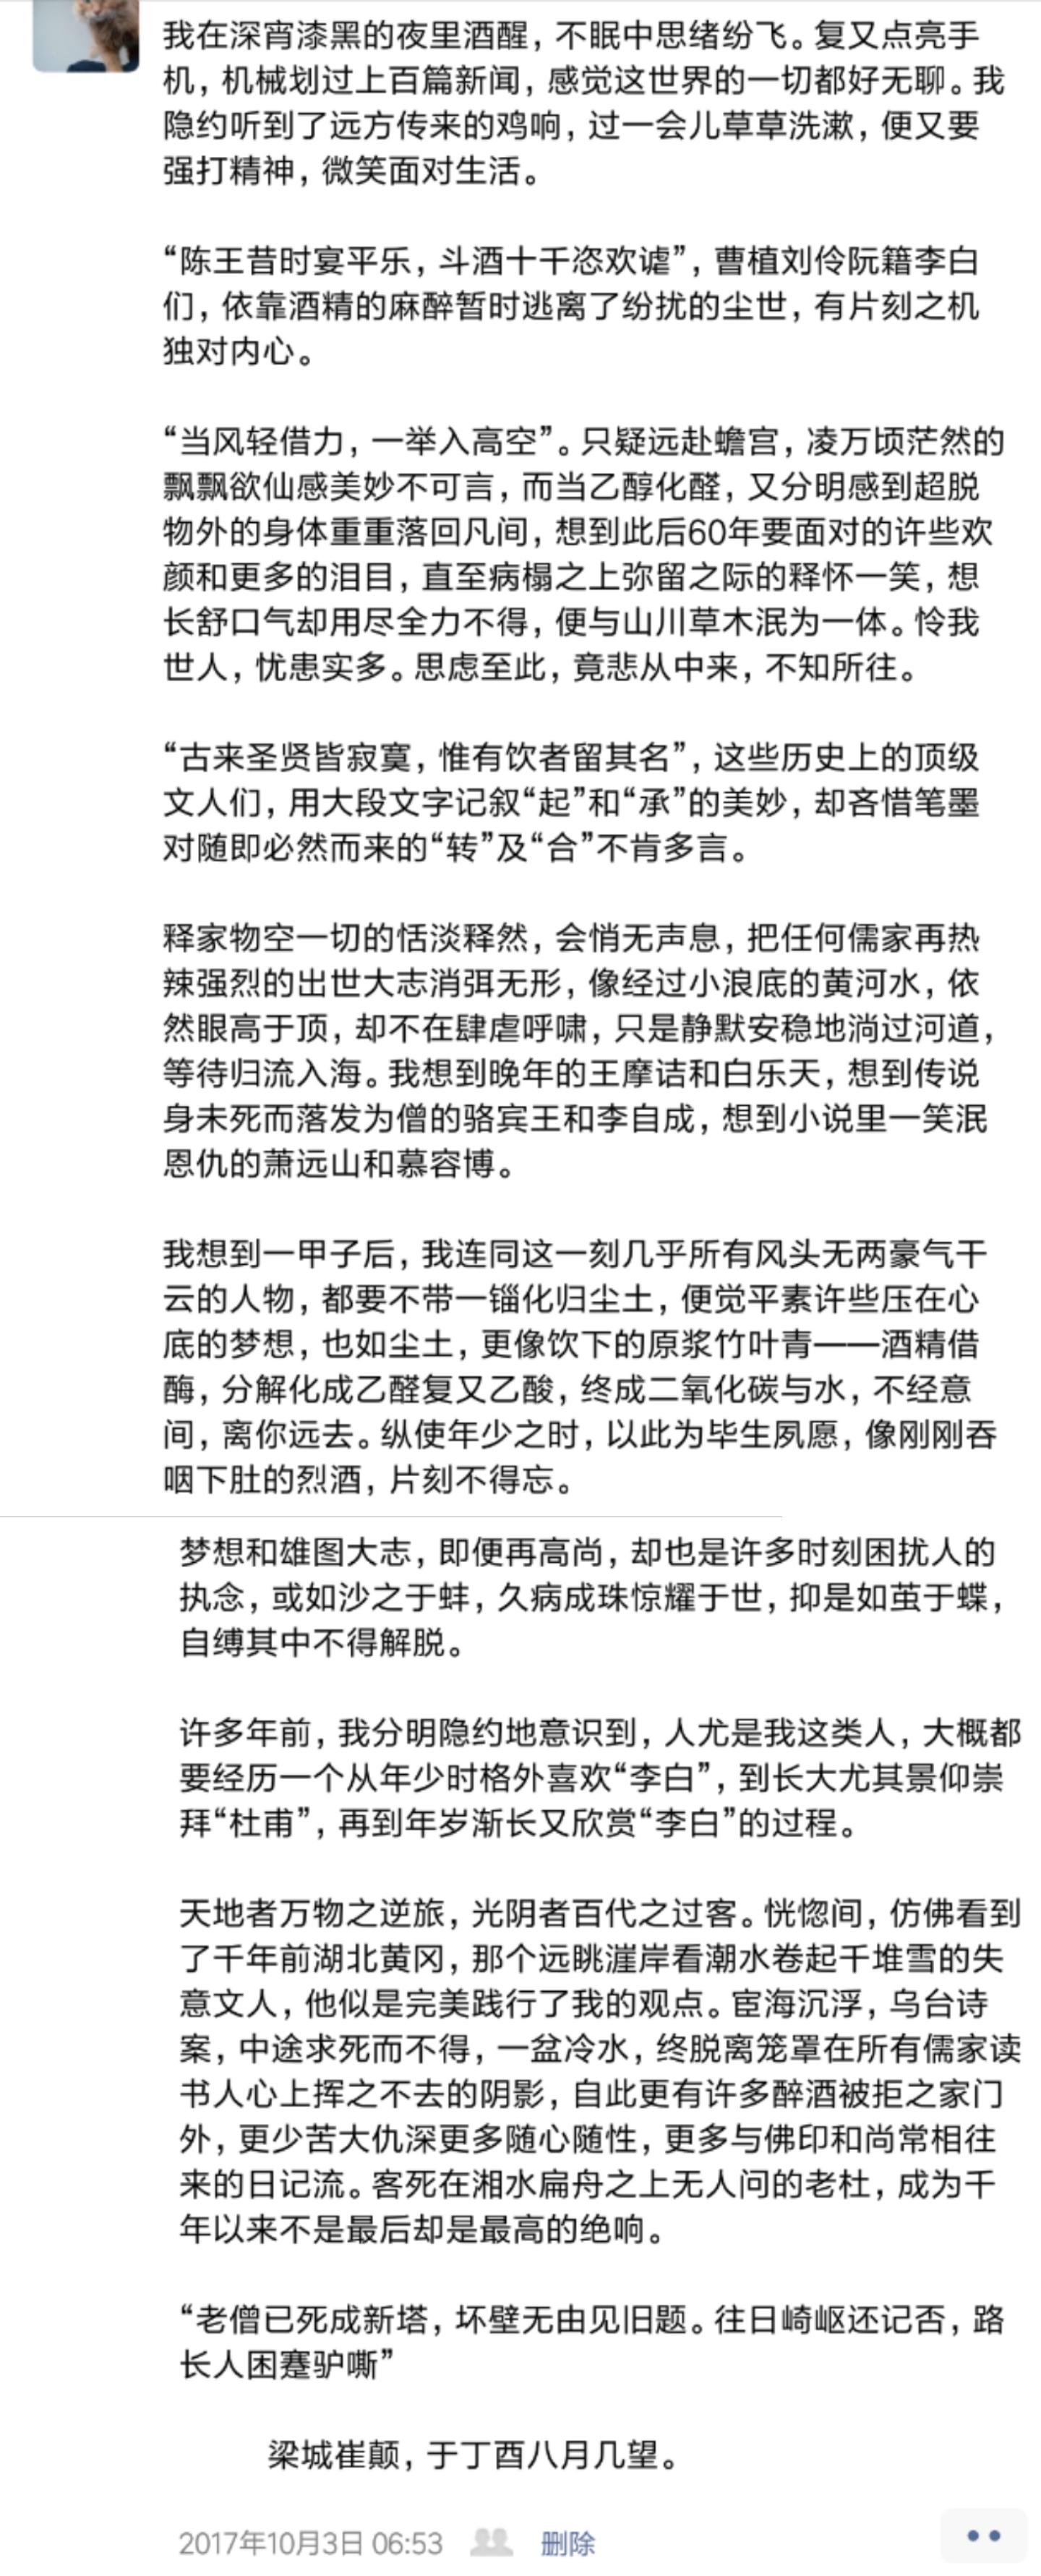 我在深宵漆黑的夜里酒醒，不眠中思绪纷飞。复又点亮手
机，机械划过上百篇新闻，感觉这世界的一切都好无聊。我
隐约听到了远方传来的鸡响，过一会儿草草洗漱，便又要
强打精神，微笑面对生活。
“陈王昔时宴平乐，斗酒十千恣欢谑”，曹植刘伶阮籍李白
们，依靠酒精的麻醉暂时逃离了纷扰的尘世，有片刻之机
独对内心。
“当风轻借力，一举入高空”。只疑远赴蟾宫，凌万顷茫然的
飘飘欲仙感美妙不可言，而当乙醇化醛，又分明感到超脱
物外的身体重重落回凡间，想到此后60年要面对的许些欢
颜和更多的泪目，直至病榻之上弥留之际的释怀一笑，想
长舒口气却用尽全力不得，便与山川草木泯为一体。怜我
世人，忧患实多。思虑至此，竟悲从中来，不知所往。
“古来圣贤皆寂寞，惟有饮者留其名”，这些历史上的顶级
文人们，用大段文字记叙“起”和“承”的美妙，却吝惜笔墨
对随即必然而来的“转”及“合”不肯多言。
释家物空一切的恬淡释然，会悄无声息，把任何儒家再热
辣强烈的出世大志消弭无形，像经过小浪底的黄河水，依
然眼高于顶，却不在肆虐呼啸，只是静默安稳地淌过河道，
等待归流入海。我想到晚年的王摩诘和白乐天，想到传说
身未死而落发为僧的骆宾王和李自成，想到小说里一笑泯
恩仇的萧远山和慕容博。
我想到一甲子后，我连同这一刻几乎所有风头无两豪气干
云的人物，都要不带一锱化归尘土，便觉平素许些压在心
底的梦想，也如尘土，更像饮下的原浆竹叶青——酒精借
酶，分解化成乙醛复又乙酸，终成二氧化碳与水，不经意
间，离你远去。纵使年少之时，以此为毕生夙愿，像刚刚吞
咽下肚的烈酒，片刻不得忘。
梦想和雄图大志，即便再高尚，却也是许多时刻困扰人的
执念，或如沙之于蚌，久病成珠惊耀于世，抑是如茧于蝶，
自缚其中不得解脱。
许多年前，我分明隐约地意识到，人尤是我这类人，大概都
要经历一个从年少时格外喜欢“李白”，到长大尤其景仰崇
拜“杜甫”，再到年岁渐长又欣赏“李白”的过程。
天地者万物之逆旅，光阴者百代之过客。恍惚间，仿佛看到
了千年前湖北黄冈，那个远眺崖岸看潮水卷起千堆雪的失
意文人，他似是完美践行了我的观点。宦海沉浮，乌台诗
案，中途求死而不得，一盆冷水，终脱离笼罩在所有儒家读
书人心上挥之不去的阴影，自此更有许多醉酒被拒之家门
外，更少苦大仇深更多随心随性，更多与佛印和尚常相往
来的日记流。客死在湘水扁舟之上无人问的老杜，成为千
年以来不是最后却是最高的绝响。
“老僧已死成新塔，坏壁无由见旧题。往日崎岖还记否，路
长人困蹇驴嘶”
梁城崔颠，于丁酉八月几望。
2017年10月3日 06:53 删除